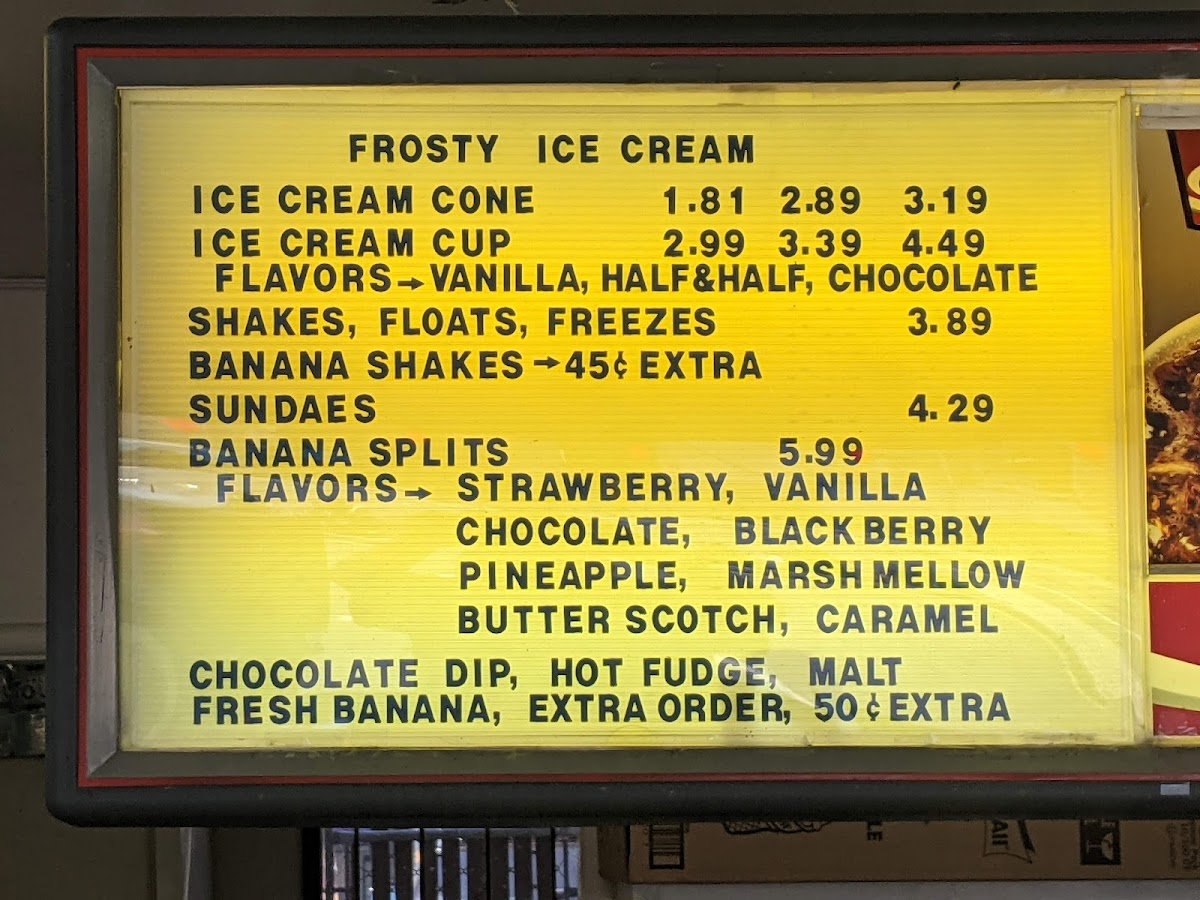 FROSTY ICE CREAM
ICE CREAM CONE 1.81 2.89 3.19
ICE CREAM CUP 2.99 3.39 4.49
FLAVORS→VANILLA, HALF&HALF, CHOCOLATE
SHAKES, FLOATS, FREEZES 3.89
BANANA SHAKES→45¢ EXTRA
SUNDAES 4.29
BANANA SPLITS 5.99
FLAVORS→ STRAWBERRY, VANILLA
CHOCOLATE, BLACKBERRY
PINEAPPLE, MARSHMELLOW
BUTTER SCOTCH, CARAMEL
CHOCOLATE DIP, HOT FUDGE, MALT
FRESH BANANA, EXTRA ORDER, 50¢ EXTRA